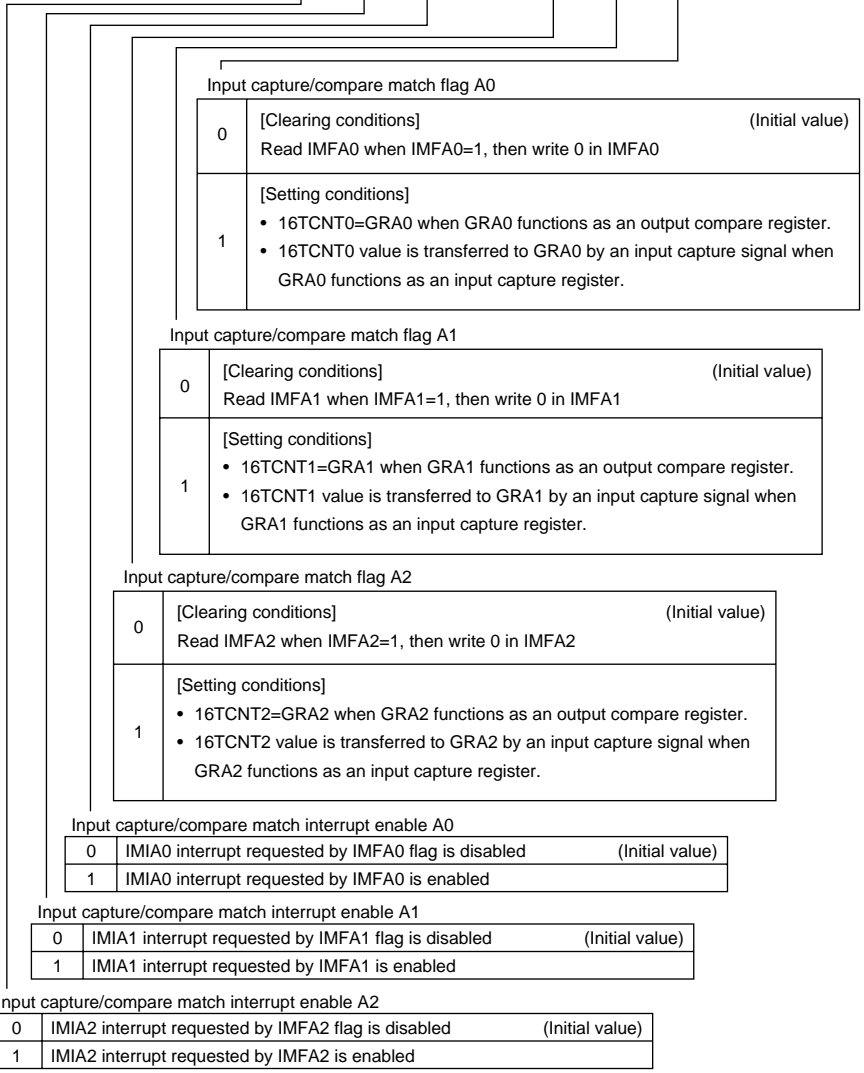 Input capture/compare match flag A0
0
[Clearing conditions] (Initial value)
Read IMFA0 when IMFA0=1, then write 0 in IMFA0
1
[Setting conditions]
• 16TCNT0=GRA0 when GRA0 functions as an output compare register.
• 16TCNT0 value is transferred to GRA0 by an input capture signal when
GRA0 functions as an input capture register.
Input capture/compare match flag A1
0
[Clearing conditions] (Initial value)
Read IMFA1 when IMFA1=1, then write 0 in IMFA1
1
[Setting conditions]
• 16TCNT1=GRA1 when GRA1 functions as an output compare register.
• 16TCNT1 value is transferred to GRA1 by an input capture signal when
GRA1 functions as an input capture register.
Input capture/compare match flag A2
0
[Clearing conditions] (Initial value)
Read IMFA2 when IMFA2=1, then write 0 in IMFA2
1
[Setting conditions]
• 16TCNT2=GRA2 when GRA2 functions as an output compare register.
• 16TCNT2 value is transferred to GRA2 by an input capture signal when
GRA2 functions as an input capture register.
Input capture/compare match interrupt enable A0
0 IMIA0 interrupt requested by IMFA0 flag is disabled (Initial value)
1 IMIA0 interrupt requested by IMFA0 is enabled
Input capture/compare match interrupt enable A1
0 IMIA1 interrupt requested by IMFA1 flag is disabled (Initial value)
1 IMIA1 interrupt requested by IMFA1 is enabled
nput capture/compare match interrupt enable A2
0 IMIA2 interrupt requested by IMFA2 flag is disabled (Initial value)
1 IMIA2 interrupt requested by IMFA2 is enabled